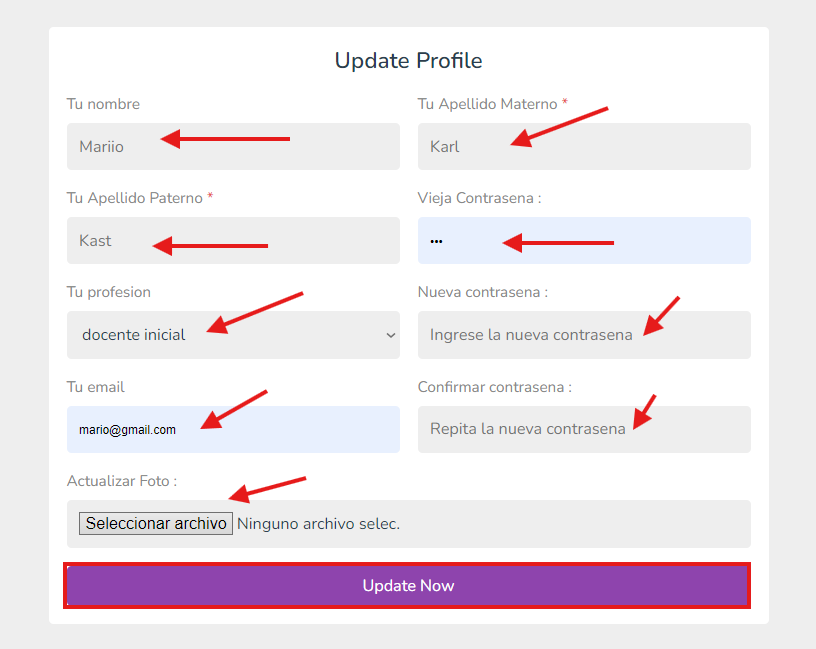 Update Profile
Tu nombre
Mariio
Tu Apellido Materno *
Karl
Tu Apellido Paterno *
Kast
Vieja Contrasena :
•••
Tu profesion
docente inicial
Nueva contrasena :
Ingrese la nueva contrasena
Tu email
mario@gmail.com
Confirmar contrasena :
Repita la nueva contrasena
Actualizar Foto :
Seleccionar archivo Ninguno archivo selec.
Update Now